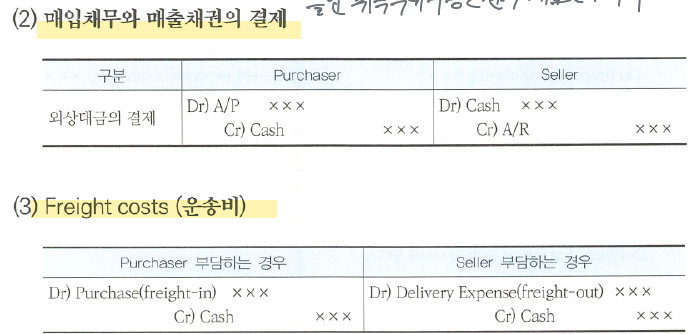 (2) 매입채무와 매출채권의 결제
구분 Purchaser Seller
외상대금의 결제
Dr) A/P ××× Dr) Cash ×××
Cr) Cash ××× Cr) A/R ×××
(3) Freight costs (운송비)
Purchaser 부담하는 경우 Seller 부담하는 경우
Dr) Purchase(freight-in) ××× Dr) Delivery Expense(freight-out) ×××
Cr) Cash ××× Cr) Cash ×××